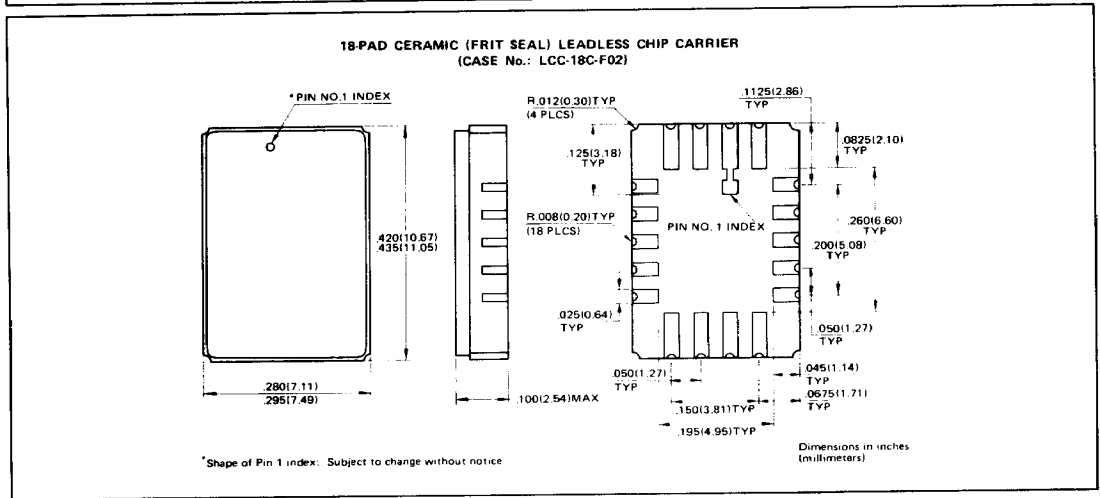 18-PAD CERAMIC (FRIT SEAL) LEADLESS CHIP CARRIER
(CASE No.: LCC-18C-F02)
*PIN NO.1 INDEX
.420(10.67)
.435(11.05)
.280(7.11)
.295(7.49)
.100(2.54)MAX
R.012(0.30)TYP
(4 PLCS)
.125(3.18)
TYP
R.008(0.20)TYP
(18 PLCS)
.025(0.64)
TYP
.1125(2.86)
TYP
.0825(2.10)
TYP
PIN NO. 1 INDEX
.260(6.60)
TYP
.200(5.08)
TYP
.050(1.27)
TYP
.050(1.27)
TYP
.045(1.14)
TYP
.0675(1.71)
TYP
.150(3.81)TYP
.195(4.95)TYP
*Shape of Pin 1 index: Subject to change without notice
Dimensions in inches
(millimeters)